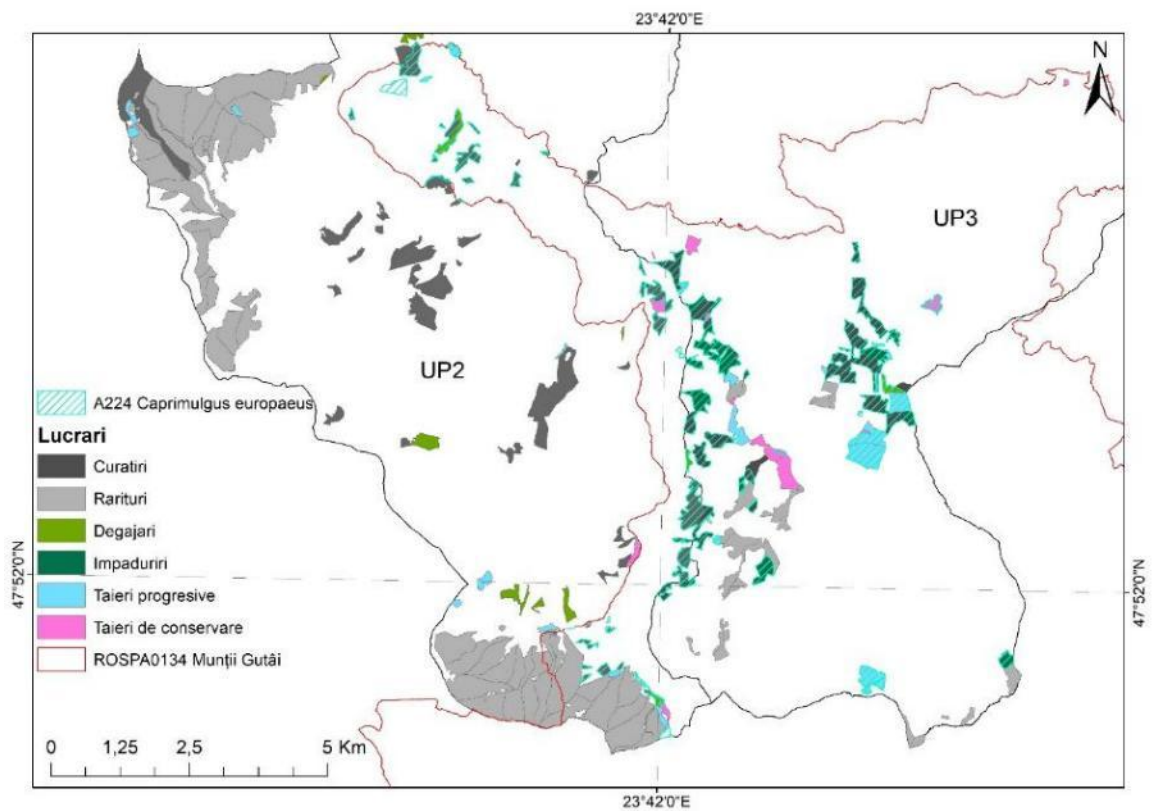 23°42'0"E
N
UP3
UP2
A224 Caprimulgus europaeus
Lucrari
Curatiri
Rarituri
Degajari
Impaduriri
Taieri progresive
Taieri de conservare
ROSPA0134 Munţii Gutâi
47°52'0"N
47°52'0"N
0 1,25 2,5 5 Km
23°42'0"E